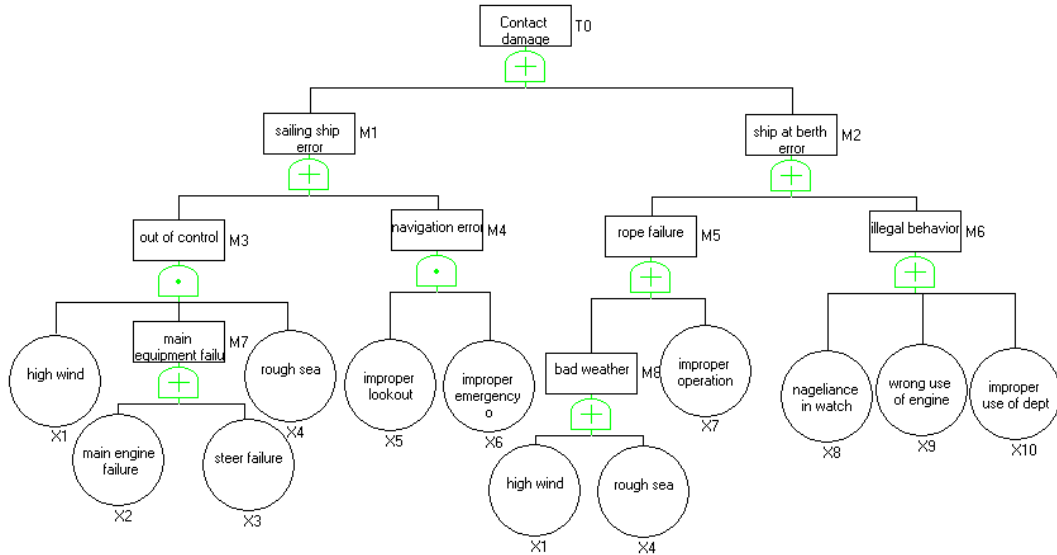 Contact
damage
T0
sailing ship
error
M1
ship at berth
error
M2
out of control
M3
navigation error
M4
rope failure
M5
illegal behavior
M6
high wind
X1
main
equipment failu
M7
rough sea
X4
improper
lookout
X5
improper
emergency
o
X6
bad weather
M8
improper
operation
X7
nageliance
in watch
X8
wrong use
of engine
X9
improper
use of dept
X10
main engine
failure
X2
steer failure
X3
high wind
X1
rough sea
X4